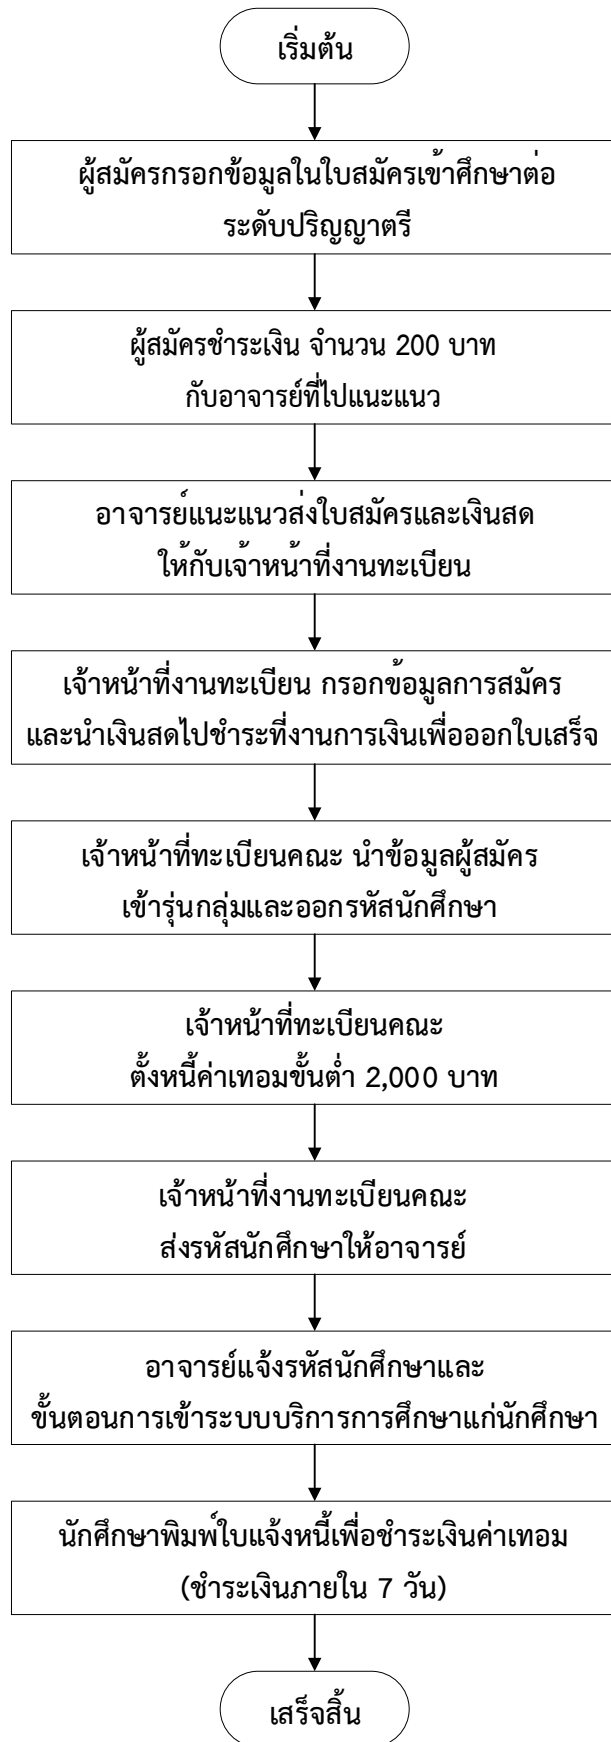 เริ่มต้น
ผู้สมัครกรอกข้อมูลในใบสมัครเข้าศึกษาต่อ
ระดับปริญญาตรี
ผู้สมัครชำระเงิน จำนวน 200 บาท
กับอาจารย์ที่ไปแนะแนว
อาจารย์แนะแนวส่งใบสมัครและเงินสด
ให้กับเจ้าหน้าที่งานทะเบียน
เจ้าหน้าที่งานทะเบียน กรอกข้อมูลการสมัคร
และนำเงินสดไปชำระที่งานการเงินเพื่อออกใบเสร็จ
เจ้าหน้าที่ทะเบียนคณะ นำข้อมูลผู้สมัคร
เข้ารุ่นกลุ่มและออกรหัสนักศึกษา
เจ้าหน้าที่ทะเบียนคณะ
ตั้งหนี้ค่าเทอมขั้นต่ำ 2,000 บาท
เจ้าหน้าที่งานทะเบียนคณะ
ส่งรหัสนักศึกษาให้อาจารย์
อาจารย์แจ้งรหัสนักศึกษาและ
ขั้นตอนการเข้าระบบบริการการศึกษาแก่นักศึกษา
นักศึกษาพิมพ์ใบแจ้งหนี้เพื่อชำระเงินค่าเทอม
(ชำระเงินภายใน 7 วัน)
เสร็จสิ้น